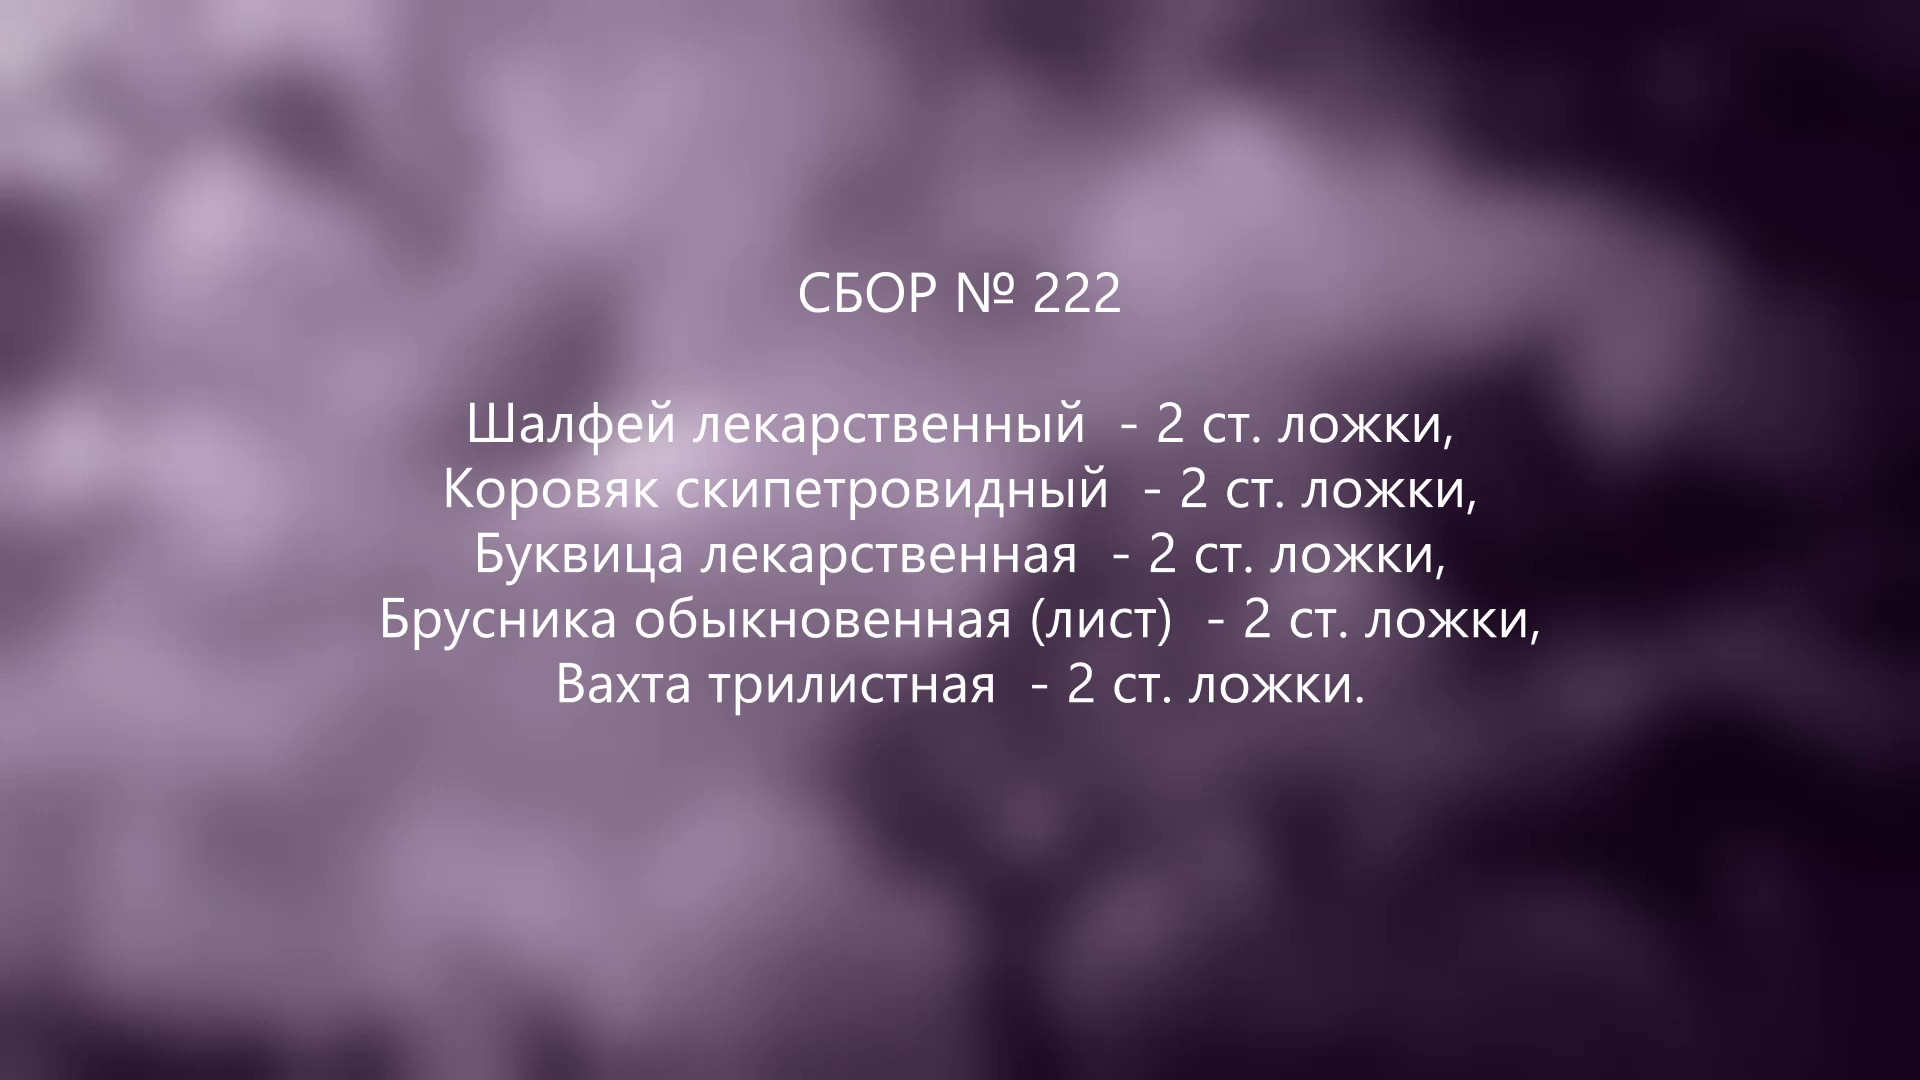 СБОР № 222
Шалфей лекарственный - 2 ст. ложки,
Коровяк скипетровидный - 2 ст. ложки,
Буквица лекарственная - 2 ст. ложки,
Брусника обыкновенная (лист) - 2 ст. ложки,
Вахта трилистная - 2 ст. ложки.